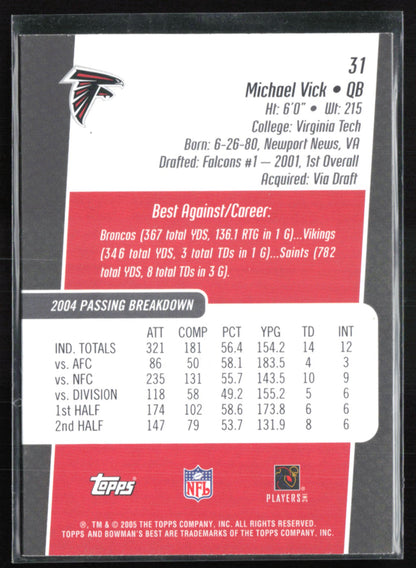 31
Michael Vick • QB
Ht: 6'0" • Wt: 215
College: Virginia Tech
Born: 6-26-80, Newport News, VA
Drafted: Falcons #1 – 2001, 1st Overall
Acquired: Via Draft
Best Against/Career:
Broncos (367 total YDS, 136.1 RTG in 1 G)...Vikings
(346 total YDS, 3 total TDs in 1 G)...Saints (782
total YDS, 8 total TDs in 3 G).
2004 PASSING BREAKDOWN
ATT COMP PCT YPG TD INT
IND. TOTALS 321 181 56.4 154.2 14 12
vs. AFC 86 50 58.1 183.5 4 3
vs. NFC 235 131 55.7 143.5 10 9
vs. DIVISION 118 58 49.2 155.2 5 6
1st HALF 174 102 58.6 173.8 6 6
2nd HALF 147 79 53.7 131.9 8 6
Topps NFL PLAYERS INC
®, TM & © 2005 THE TOPPS COMPANY, INC. ALL RIGHTS RESERVED.
TOPPS AND BOWMAN'S BEST ARE TRADEMARKS OF THE TOPPS COMPANY, INC.